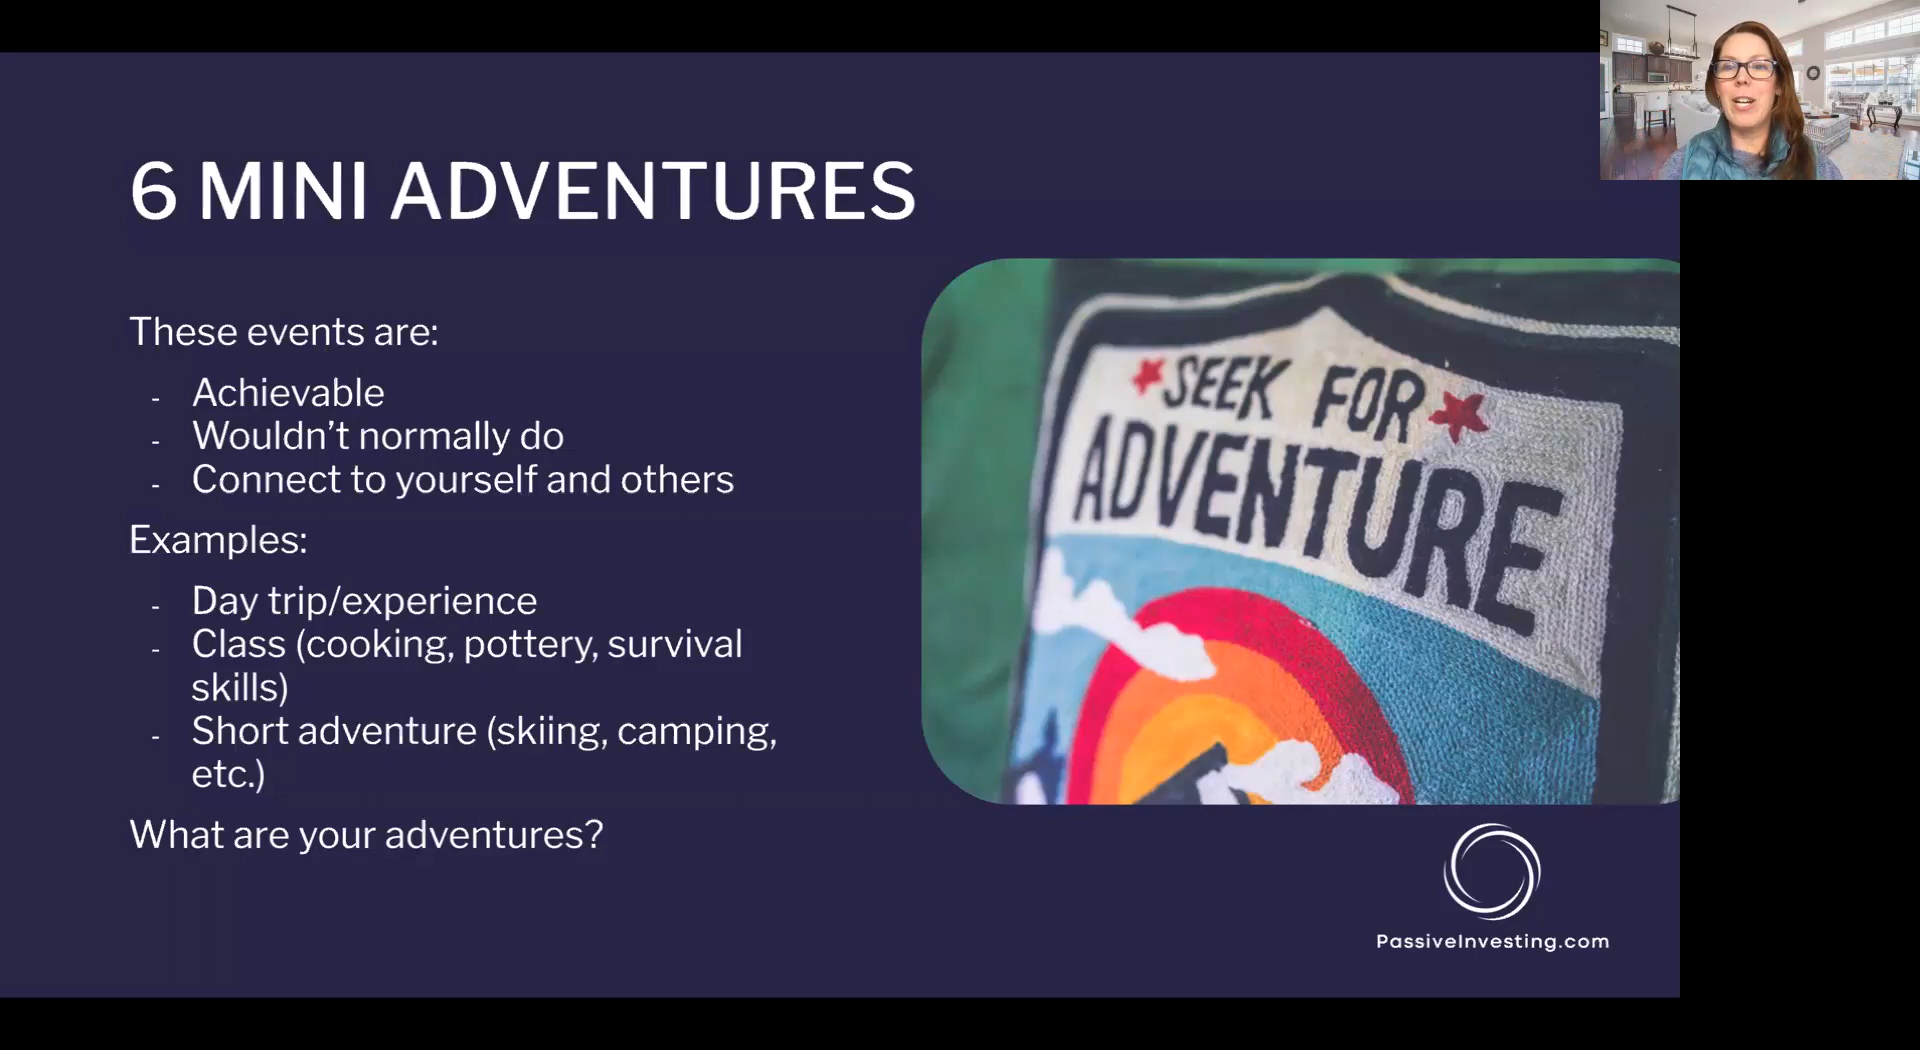 6 MINI ADVENTURES
These events are:
- Achievable
- Wouldn't normally do
- Connect to yourself and others
Examples:
- Day trip/experience
- Class (cooking, pottery, survival
skills)
- Short adventure (skiing, camping,
etc.)
What are your adventures?
SEEK FOR
ADVENTURE
PassiveInvesting.com